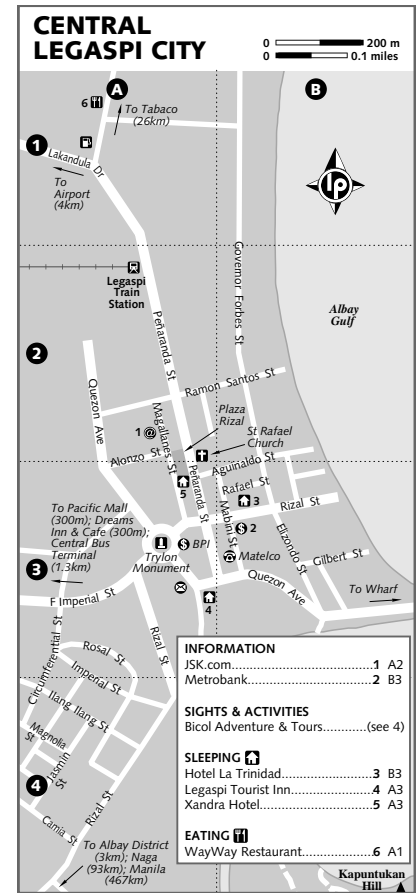 CENTRAL
LEGASPI CITY
0 200 m
0 0.1 miles
A
B
6
To Tabaco
(26km)
1
Lakandula Dr
To
Airport
(4km)
lp
Legaspi
Train
Station
Governor Forbes St
Albay
Gulf
Peñaranda St
2
Ramon Santos St
Quezon Ave
Magallanes St
Plaza
Rizal
1 @
St Rafael
Church
Alonzo St
Aguinaldo St
5
Peñaranda St
Rafael St
3
Mabini St
Rizal St
$ 2
To Pacific Mall
(300m); Dreams
Inn & Cafe (300m);
Central Bus
Terminal
(1.3km)
Trylon
Monument
$ BPI
Matelco
Elizondo St
Gilbert St
3
Quezon Ave
To Wharf
4
F Imperial St
Rizal St
Circumferential St
Rosal St
Imperial St
Ilang Ilang St
Magnolia
St
Jasmin
St
4
Rizal St
Camia St
To Albay District
(3km); Naga
(93km); Manila
(467km)
INFORMATION
JSK.com..............................1 A2
Metrobank.........................2 B3
SIGHTS & ACTIVITIES
Bicol Adventure & Tours............(see 4)
SLEEPING
Hotel La Trinidad......................3 B3
Legaspi Tourist Inn....................4 A3
Xandra Hotel............................5 A3
EATING
WayWay Restaurant..................6 A1
Kapuntukan
Hill